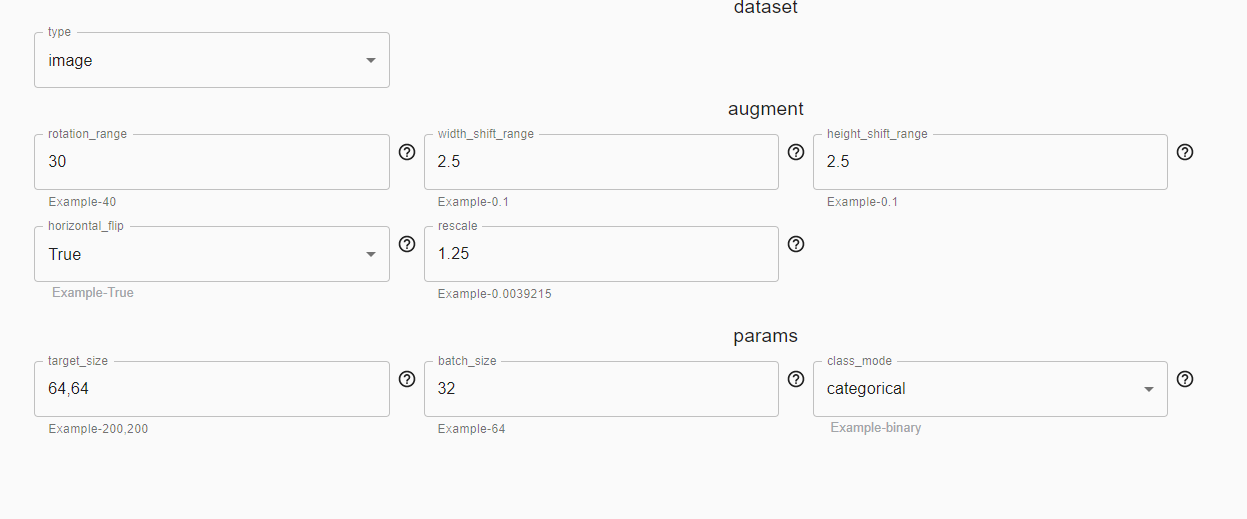 dataset
type
image
augment
rotation_range width_shift_range height_shift_range
30 2.5 2.5
Example-40 Example-0.1 Example-0.1
horizontal_flip rescale
True 1.25
Example-True Example-0.0039215
params
target_size batch_size class_mode
64,64 32 categorical
Example-200,200 Example-64 Example-binary